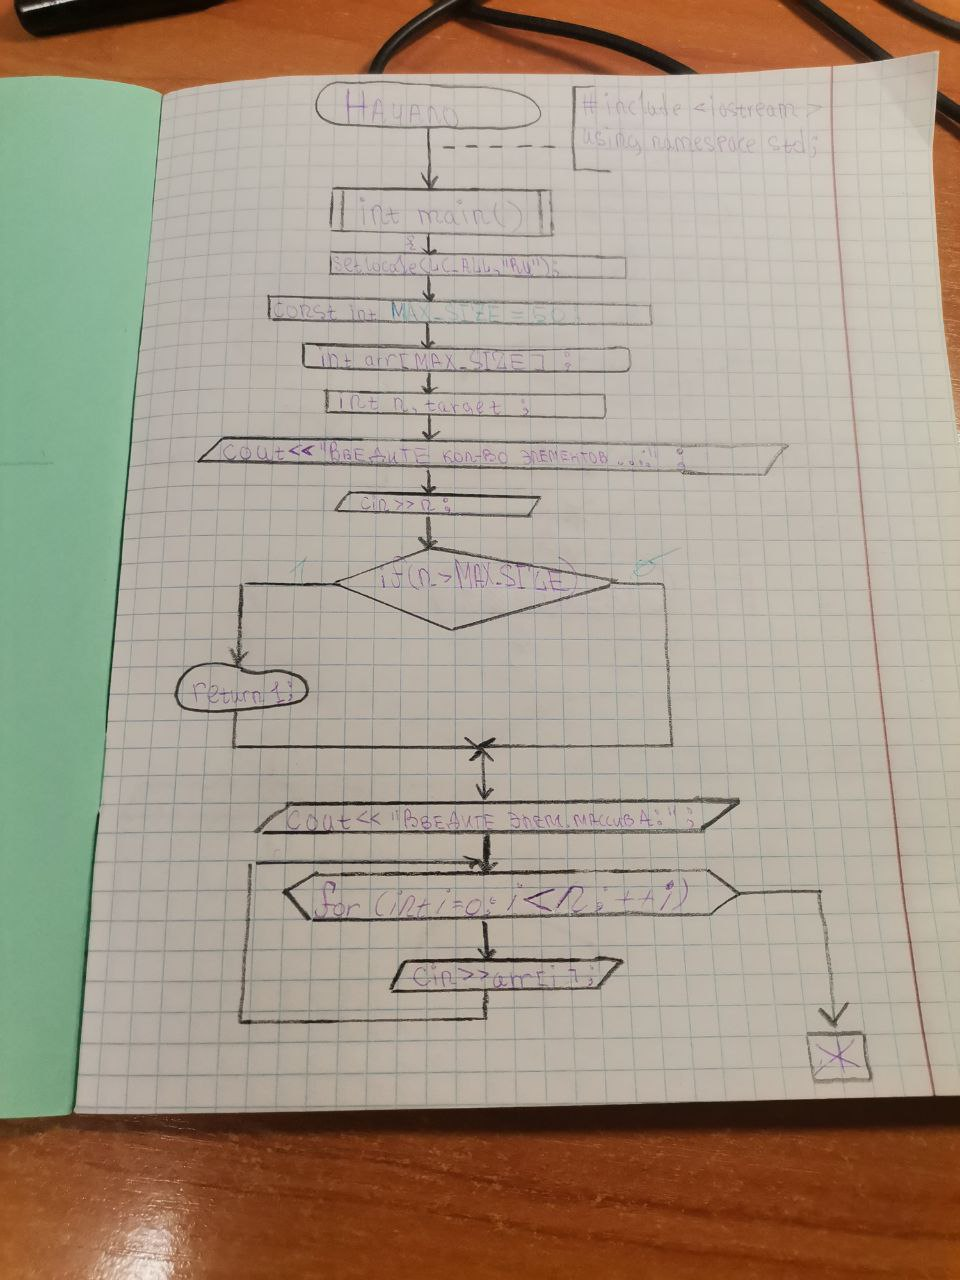 Начало
#include <iostream>
using namespace std;
int main()
{
setlocale(LC_ALL, "Ru");
const int MAX_SIZE = 50;
int arr[MAX_SIZE];
int n, target;
cout<<"Введите кол-во элементов...:";
cin>>n;
if(n>MAX_SIZE)
1
return 1;
cout<<"Введите элем. массива:";
for (int i=0; i<n; ++i)
cin>>arr[i];